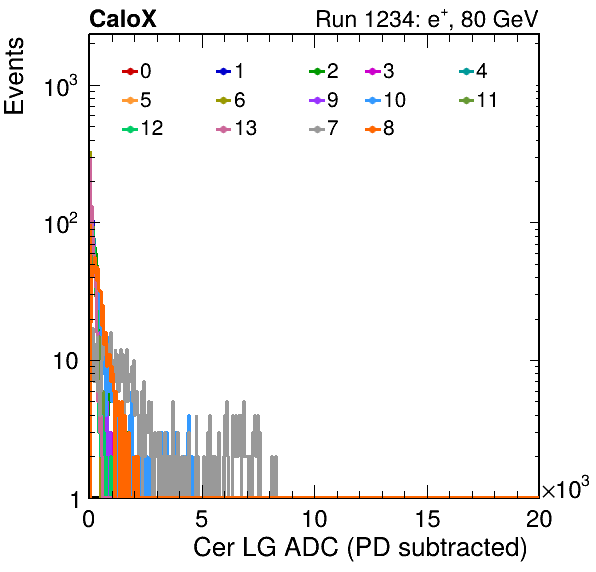 CaloX Run 1234: e+, 80 GeV
Events
10³
10²
10
1
0 1 2 3 4
5 6 9 10 11
12 13 7 8
0 5 10 15 20
×10³
Cer LG ADC (PD subtracted)